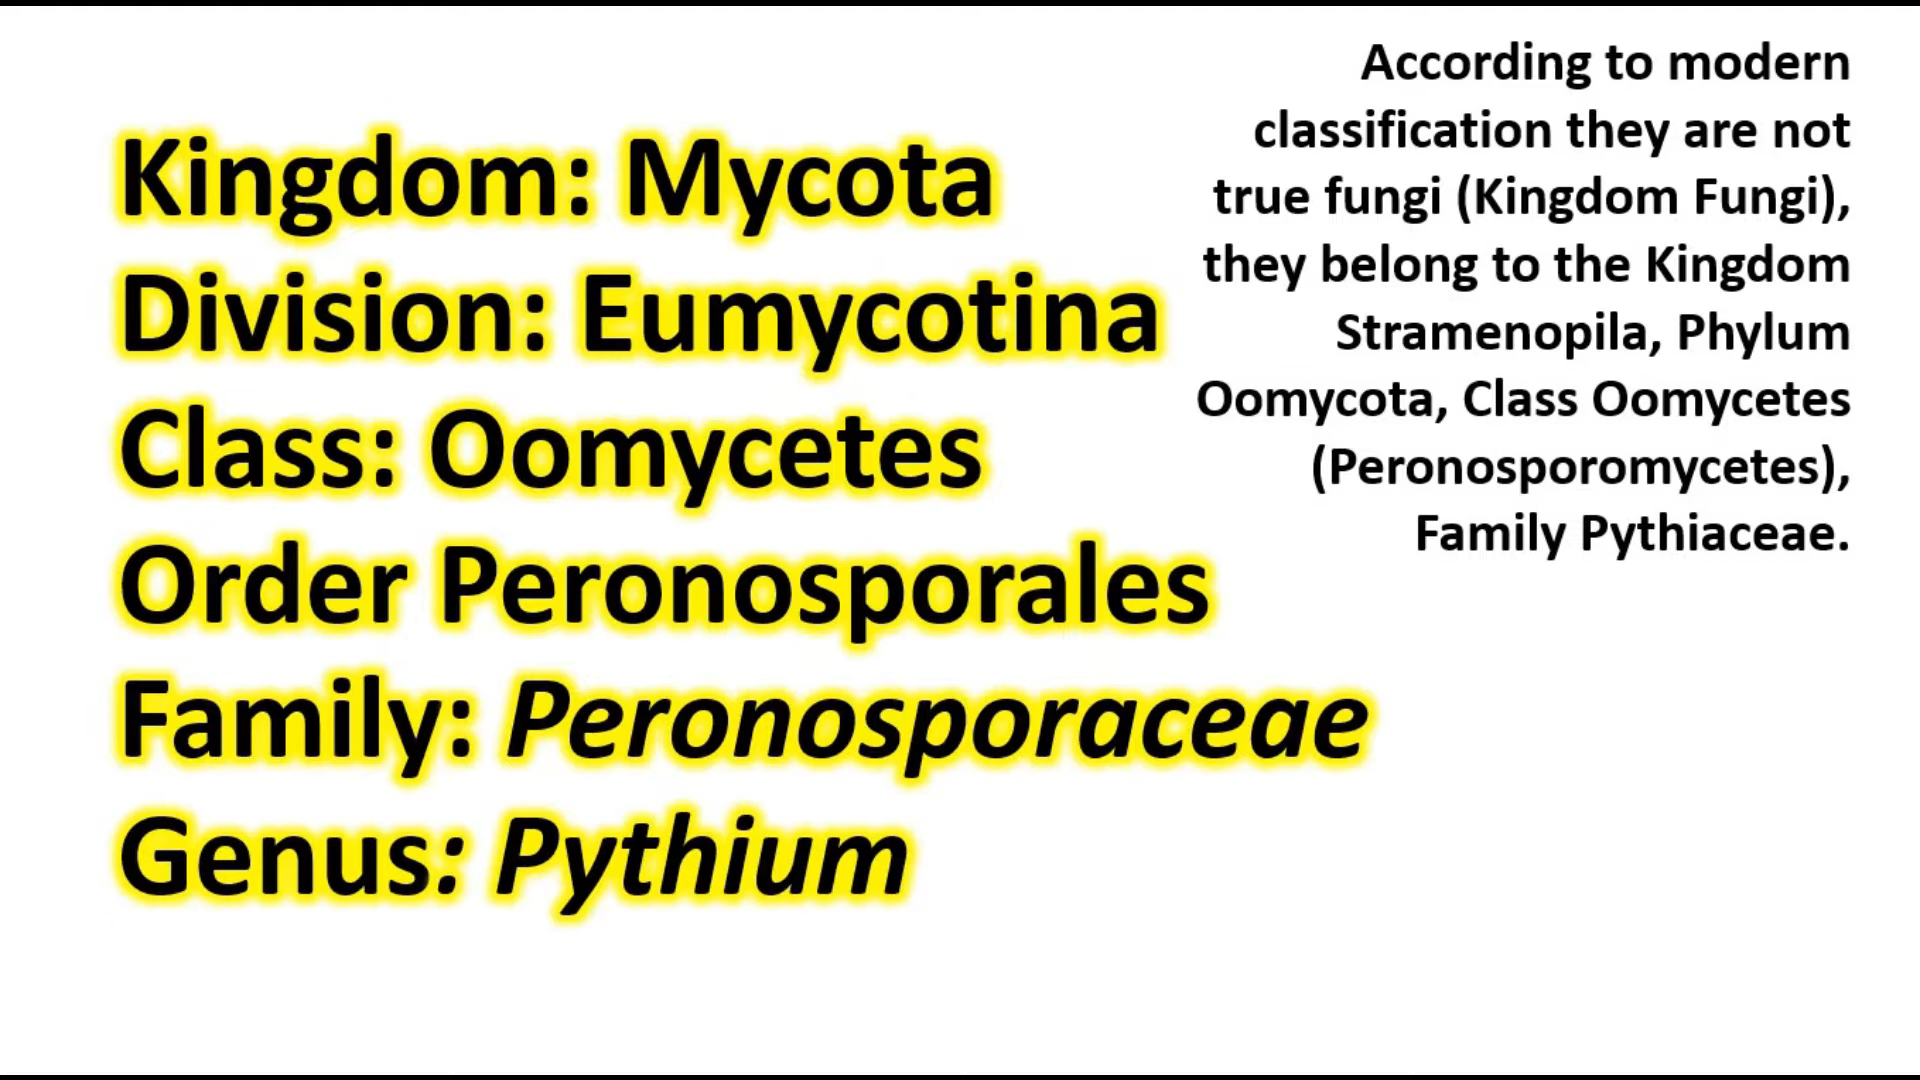 Kingdom: Mycota
Division: Eumycotina
Class: Oomycetes
Order Peronosporales
Family: Peronosporaceae
Genus: Pythium
According to modern
classification they are not
true fungi (Kingdom Fungi),
they belong to the Kingdom
Stramenopila, Phylum
Oomycota, Class Oomycetes
(Peronosporomycetes),
Family Pythiaceae.